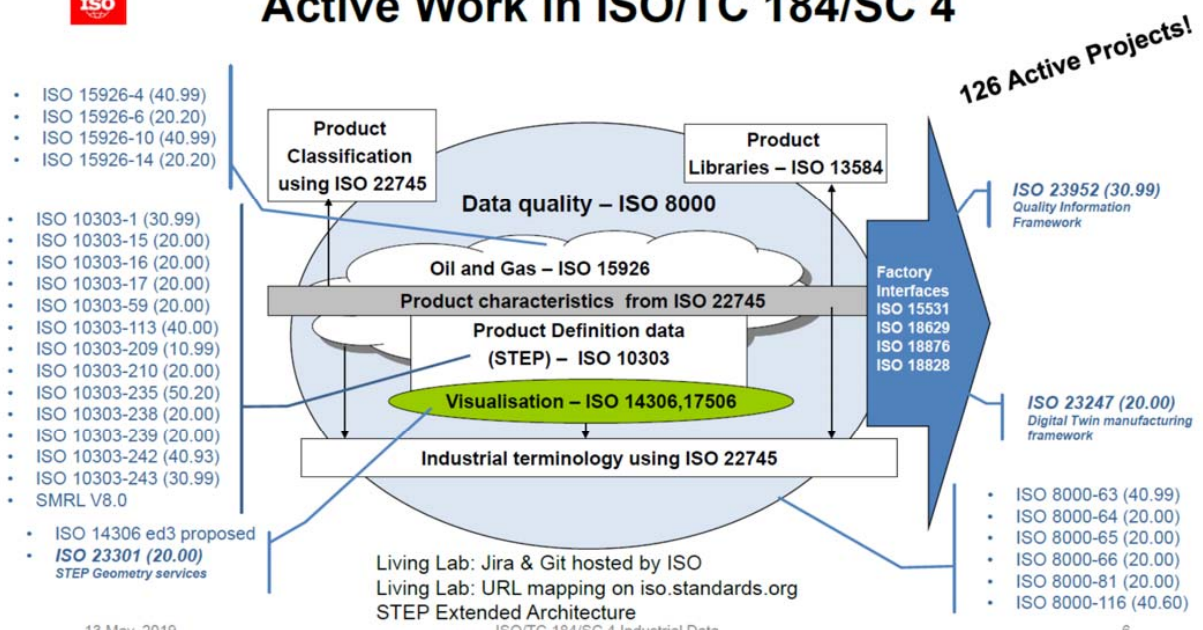 ISO
Active Work in ISO/TC 184/SC 4
126 Active Projects!
• ISO 15926-4 (40.99)
• ISO 15926-6 (20.20)
• ISO 15926-10 (40.99)
• ISO 15926-14 (20.20)
• ISO 10303-1 (30.99)
• ISO 10303-15 (20.00)
• ISO 10303-16 (20.00)
• ISO 10303-17 (20.00)
• ISO 10303-59 (20.00)
• ISO 10303-113 (40.00)
• ISO 10303-209 (10.99)
• ISO 10303-210 (20.00)
• ISO 10303-235 (50.20)
• ISO 10303-238 (20.00)
• ISO 10303-239 (20.00)
• ISO 10303-242 (40.93)
• ISO 10303-243 (30.99)
• SMRL V8.0
• ISO 14306 ed3 proposed
• ISO 23301 (20.00)
STEP Geometry services
Product
Classification
using ISO 22745
Product
Libraries – ISO 13584
Data quality – ISO 8000
Oil and Gas – ISO 15926
Product characteristics from ISO 22745
Product Definition data
(STEP) – ISO 10303
Visualisation – ISO 14306,17506
Industrial terminology using ISO 22745
Factory
Interfaces
ISO 15531
ISO 18629
ISO 18876
ISO 18828
ISO 23952 (30.99)
Quality Information
Framework
ISO 23247 (20.00)
Digital Twin manufacturing
framework
• ISO 8000-63 (40.99)
• ISO 8000-64 (20.00)
• ISO 8000-65 (20.00)
• ISO 8000-66 (20.00)
• ISO 8000-81 (20.00)
• ISO 8000-116 (40.60)
Living Lab: Jira & Git hosted by ISO
Living Lab: URL mapping on iso.standards.org
STEP Extended Architecture
13 May, 2019
ISO/TC 184/SC 4 Industrial Data
6